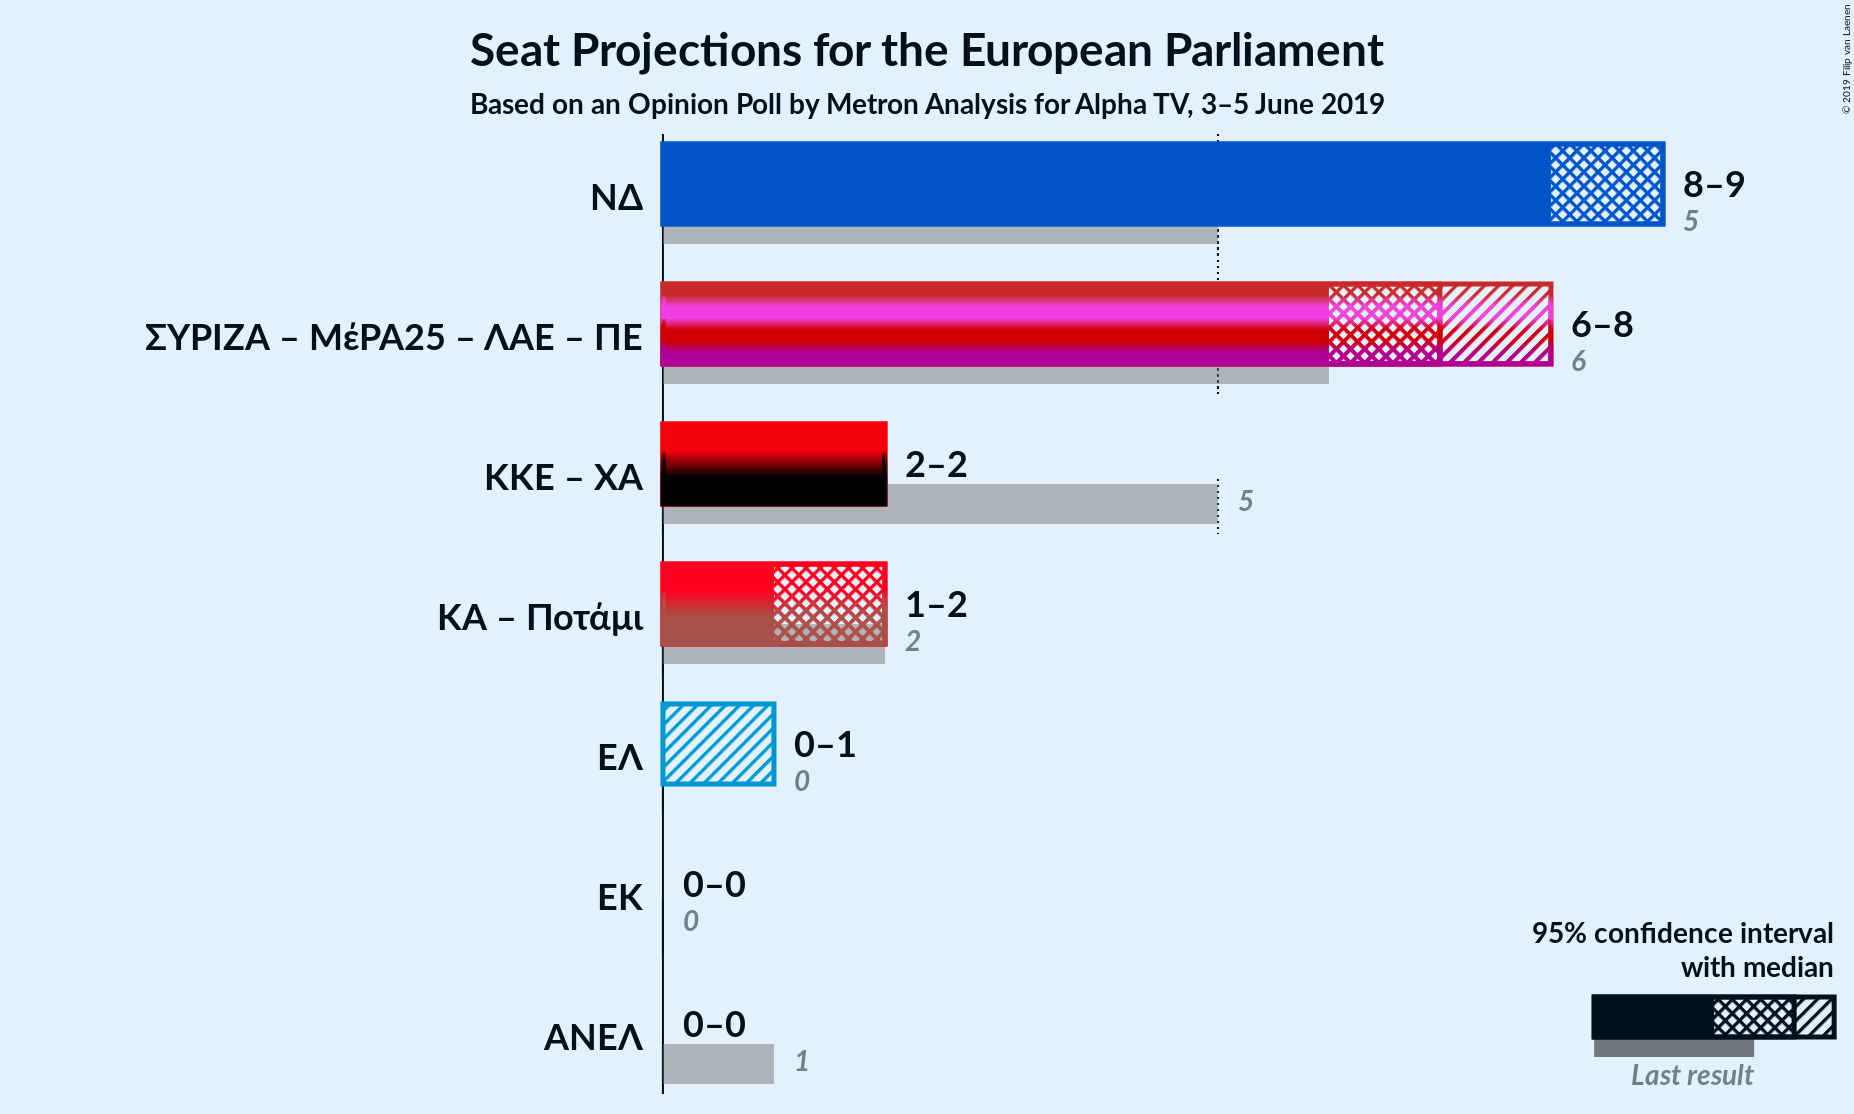 Seat Projections for the European Parliament
Based on an Opinion Poll by Metron Analysis for Alpha TV, 3–5 June 2019
© 2019 Filip van Laenen
ΝΔ
8–9
5
ΣΥΡΙΖΑ – ΜέΡΑ25 – ΛΑΕ – ΠΕ
6–8
6
ΚΚΕ – ΧΑ
2–2
5
ΚΑ – Ποτάμι
1–2
2
ΕΛ
0–1
0
ΕΚ
0–0
0
ΑΝΕΛ
0–0
1
95% confidence interval
with median
Last result